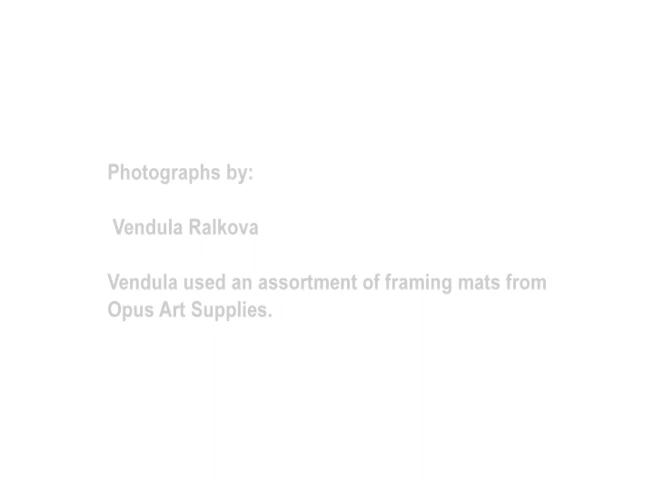 Photographs by:
Vendula Ralkova
Vendula used an assortment of framing mats from
Opus Art Supplies.